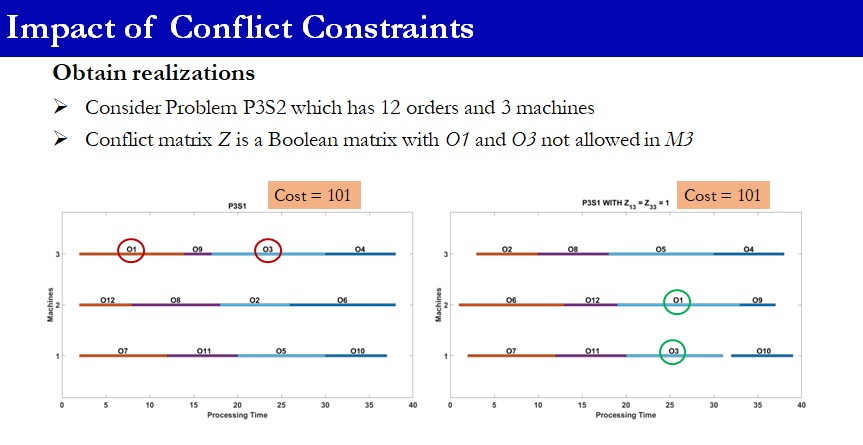 Impact of Conflict Constraints
Obtain realizations
➢ Consider Problem P3S2 which has 12 orders and 3 machines
➢ Conflict matrix Z is a Boolean matrix with O1 and O3 not allowed in M3
Cost = 101
P3S1
3
O1 O9 O3 O4
Machines
2
O12 O8 O2 O6
1
O7 O11 O5 O10
0 5 10 15 20 25 30 35 40
Processing Time
Cost = 101
P3S1 WITH Z13 = Z33 = 1
3
O2 O8 O5 O4
Machines
2
O6 O12 O1 O9
1
O7 O11 O3 O10
0 5 10 15 20 25 30 35 40
Processing Time